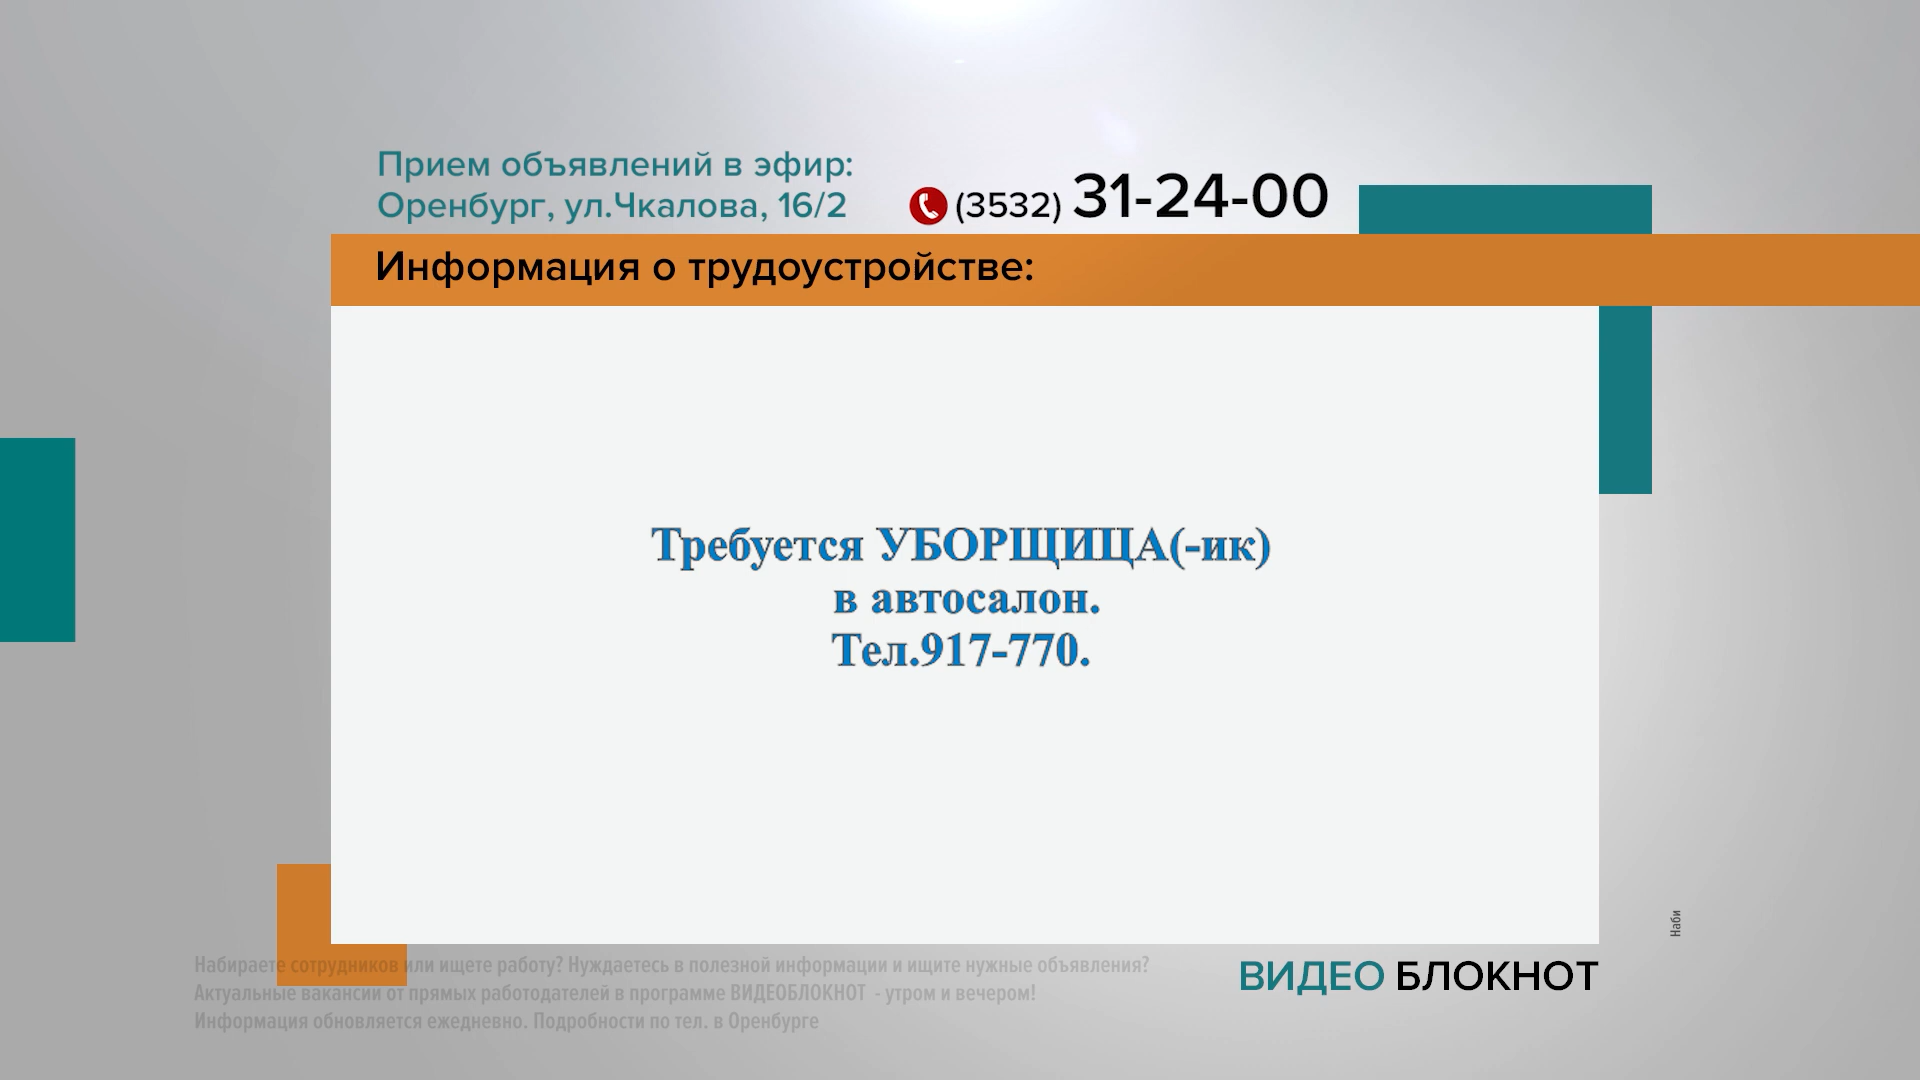 Прием объявлений в эфир:
Оренбург, ул.Чкалова, 16/2
(3532) 31-24-00
Информация о трудоустройстве:
Требуется УБОРЩИЦА(-ик)
в автосалон.
Тел.917-770.
Наби
Набираете сотрудников или ищете работу? Нуждаетесь в полезной информации и ищите нужные объявления?
Актуальные вакансии от прямых работодателей в программе ВИДЕОБЛОКНОТ - утром и вечером!
Информация обновляется ежедневно. Подробности по тел. в Оренбурге
ВИДЕО БЛОКНОТ